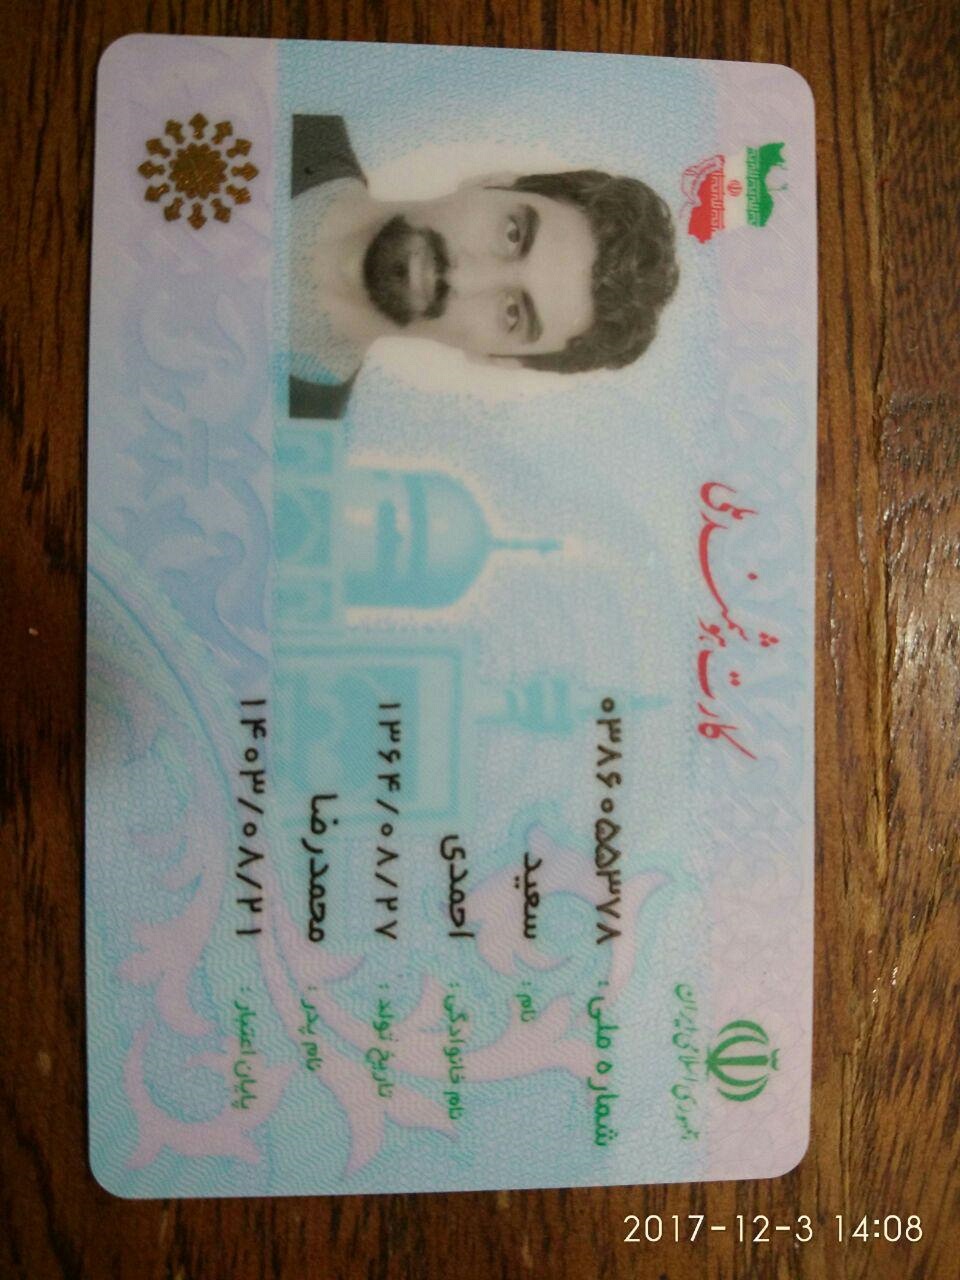 جمهوری اسلامی ایران
کارت هوشمند ملی
شماره ملی: ۰۳۸۶۰۵۵۳۷۸
نام: سعید
نام خانوادگی: احمدی
تاریخ تولد: ۱۳۶۴/۰۸/۲۷
نام پدر: محمدرضا
پایان اعتبار: ۱۴۰۳/۰۸/۲۱
2017-12-3 14:08